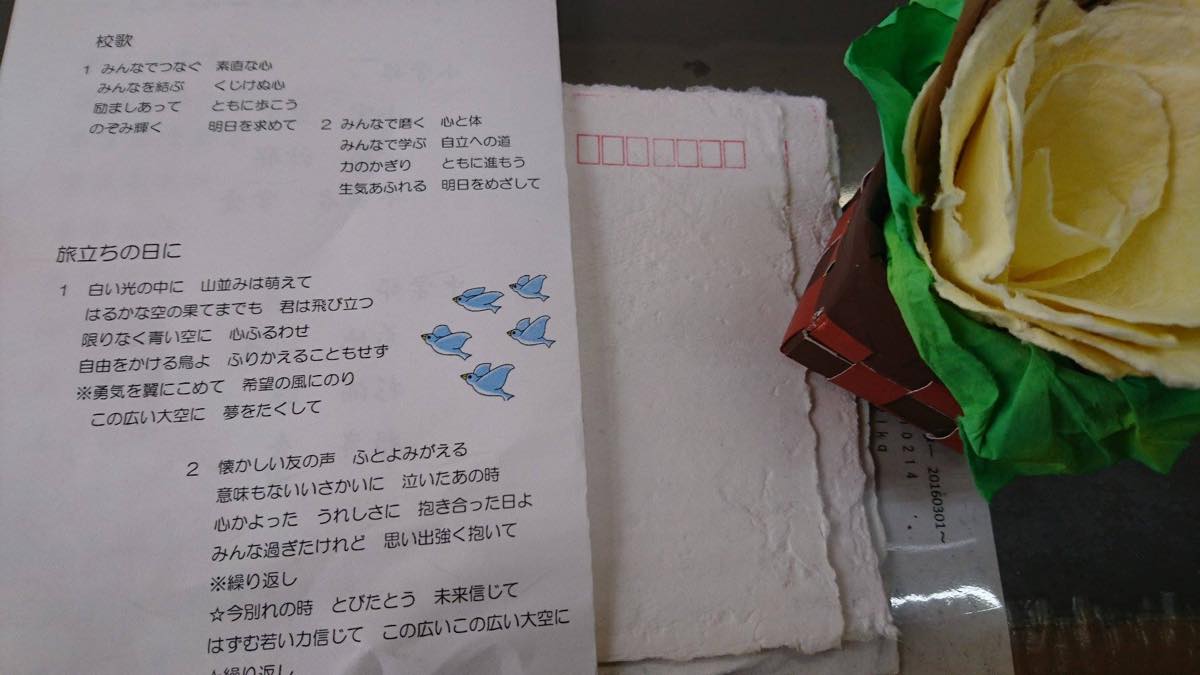 校歌
1 みんなでつなぐ 素直な心
みんなを結ぶ くじけぬ心
励ましあって ともに歩こう
のぞみ輝く 明日を求めて
2 みんなで磨く 心と体
みんなで学ぶ 自立への道
力のかぎり ともに進もう
生気あふれる 明日をめざして
旅立ちの日に
1 白い光の中に 山並みは萌えて
はるかな空の果てまでも 君は飛び立つ
限りなく青い空に 心ふるわせ
自由をかける鳥よ ふりかえることもせず
※勇気を翼にこめて 希望の風にのり
この広い大空に 夢をたくして
2 懐かしい友の声 ふとよみがえる
意味もないいさかいに 泣いたあの時
心かよった うれしさに 抱き合った日よ
みんな過ぎたけれど 思い出強く抱いて
※繰り返し
☆今別れの時 とびたとう 未来信じて
はずむ若い力信じて この広いこの広い大空に
繰り返し
20160301~
0214
ika